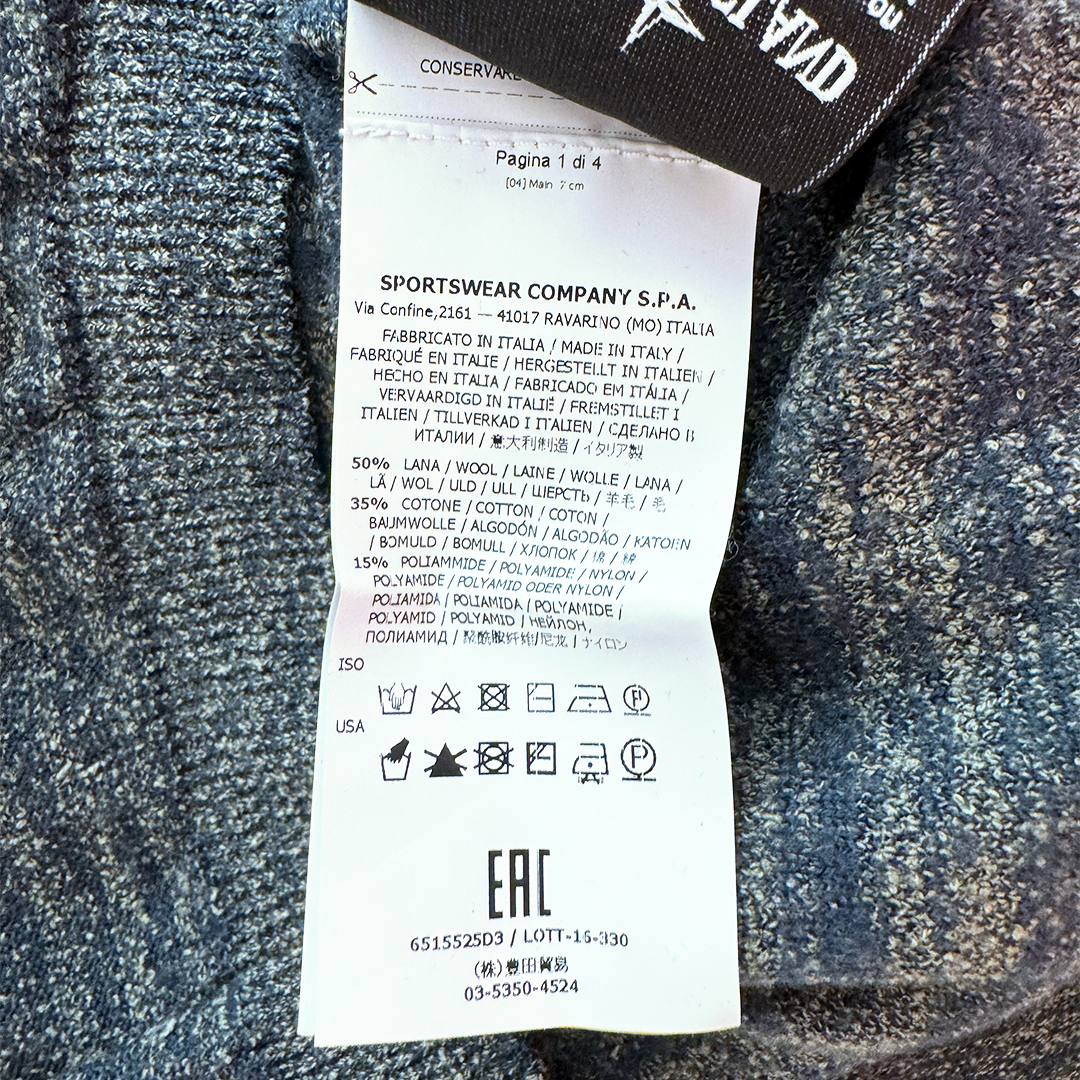 CONSERVARE
Pagina 1 di 4
[04] Main 7 cm
SPORTSWEAR COMPANY S.P.A.
Via Confine,2161 — 41017 RAVARINO (MO) ITALIA
FABBRICATO IN ITALIA / MADE IN ITALY /
FABRIQUÉ EN ITALIE / HERGESTELLT IN ITALIEN /
HECHO EN ITALIA / FABRICADO EM ITÁLIA /
VERVAARDIGD IN ITALIË / FREMSTILLET I
ITALIEN / TILLVERKAD I ITALIEN / СДЕЛАНО В
ИТАЛИИ / 意大利制造 / イタリア製
50% LANA / WOOL / LAINE / WOLLE / LANA /
LÃ / WOL / ULD / ULL / ШЕРСТЬ / 羊毛 / 毛
35% COTONE / COTTON / COTON /
BAUMWOLLE / ALGODÓN / ALGODÃO / KATOEN
/ BOMULD / BOMULL / ХЛОПОК / 棉 / 綿
15% POLIAMMIDE / POLYAMIDE / NYLON /
POLYAMIDE / POLYAMID ODER NYLON /
POLIAMIDA / POLIAMIDA / POLYAMIDE /
POLYAMID / POLYAMID / НЕЙЛОН,
ПОЛИАМИД / 聚酰胺纤维/尼龙 / ナイロン
ISO
USA
EAC
6515525D3 / LOTT-16-330
(株)豊田貿易
03-5350-4524